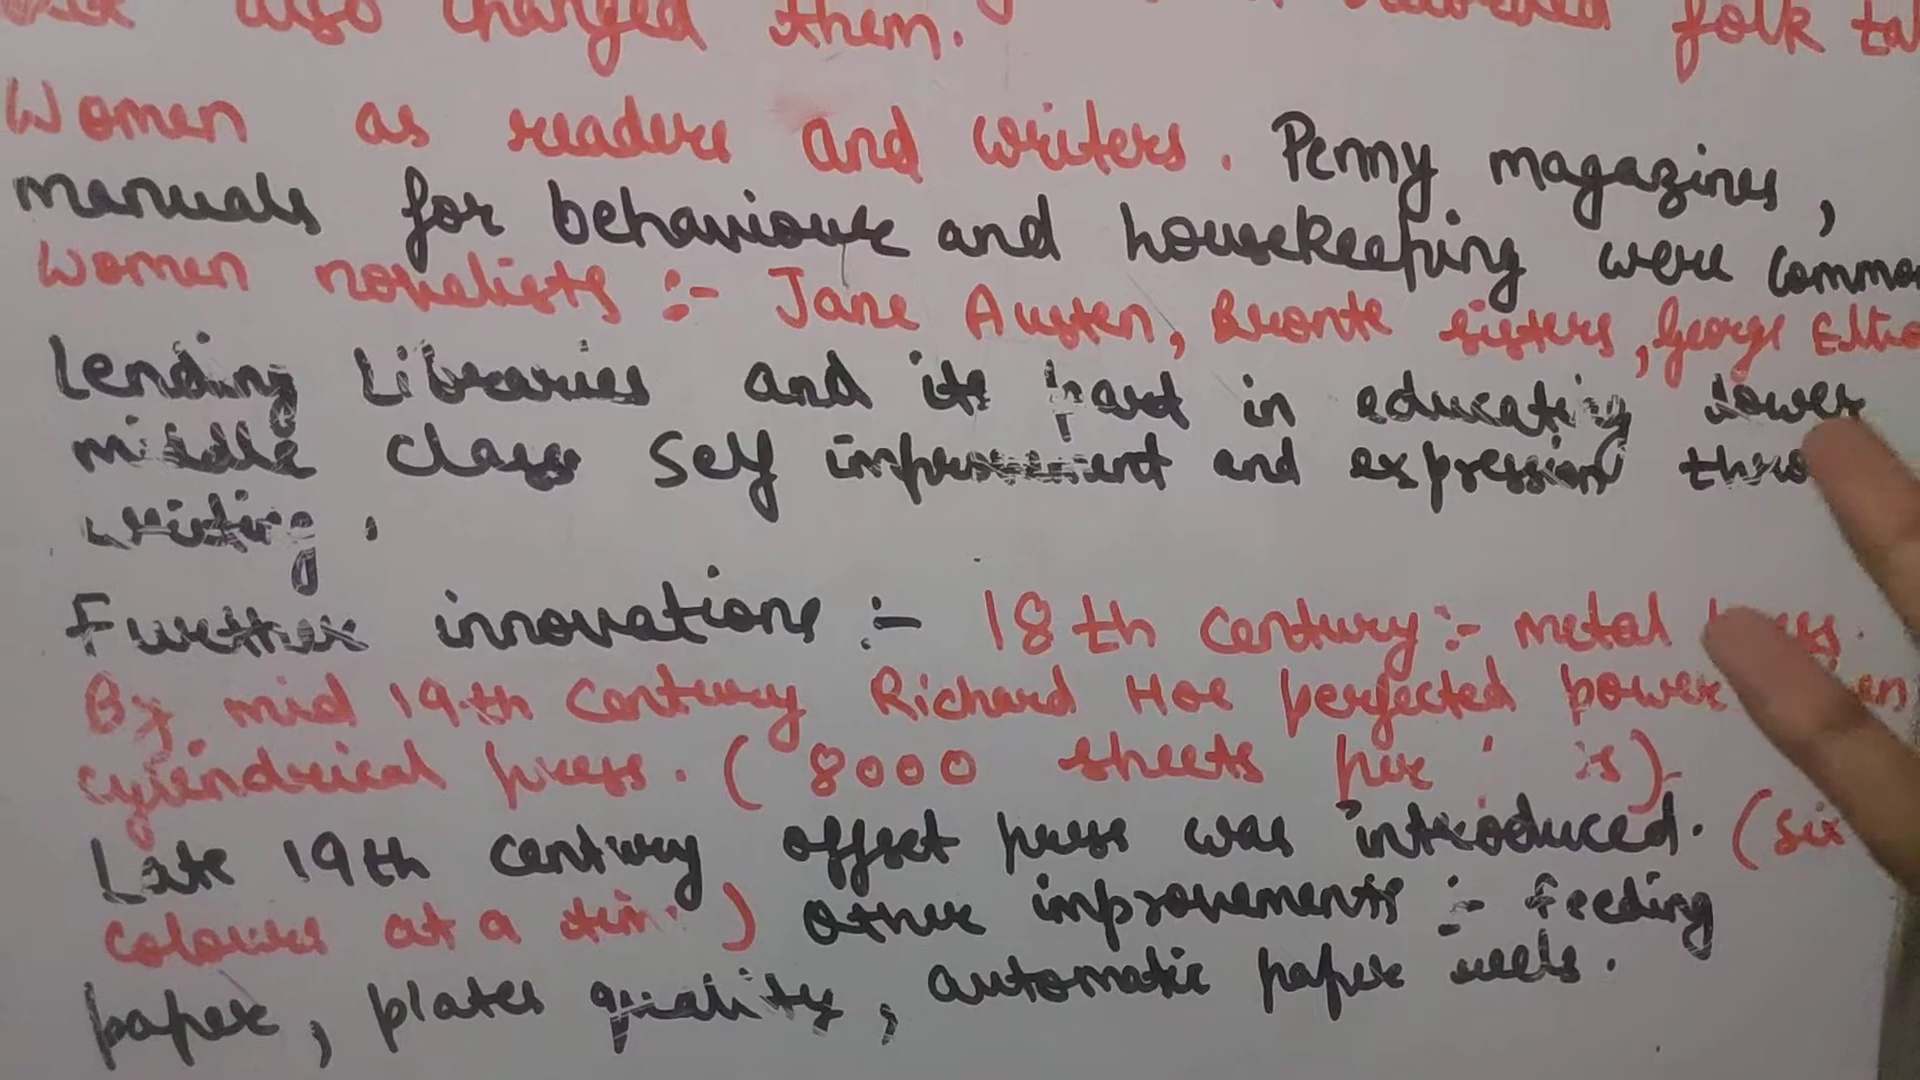 also changed them. folk
Women as readers and writers. Penny magazines,
manuals for behaviour and housekeeping were
Women novelists :- Jane Austen, Bronte sisters, George
Lending Libraries and its part in educating lower
middle class Self improvement and expression
writing.
Further innovations :- 18th century:- metal
By mid 19th century Richard Hoe perfected power
cylindrical press. (8000 sheets per
Late 19th century offset press was introduced. (six
colours at a time) other improvements :- feeding
paper, plates quality, automatic paper reels.